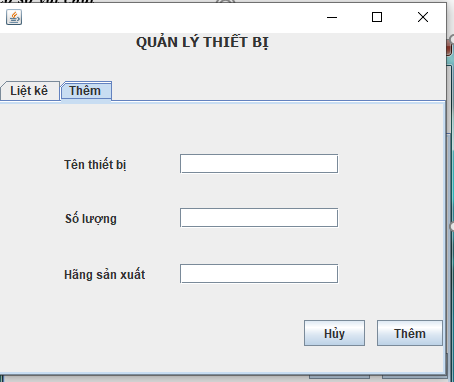 QUẢN LÝ THIẾT BỊ
Liệt kê
Thêm
Tên thiết bị
Số lượng
Hãng sản xuất
Hủy
Thêm